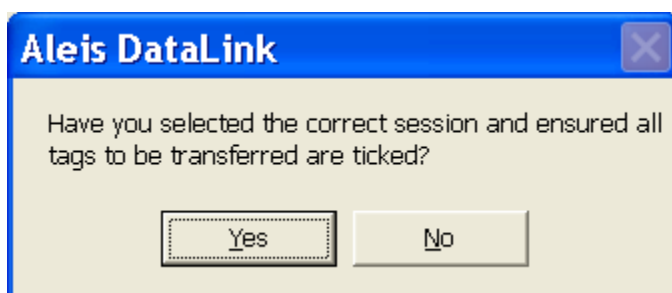 Aleis DataLink
Have you selected the correct session and ensured all
tags to be transferred are ticked?
Yes
No